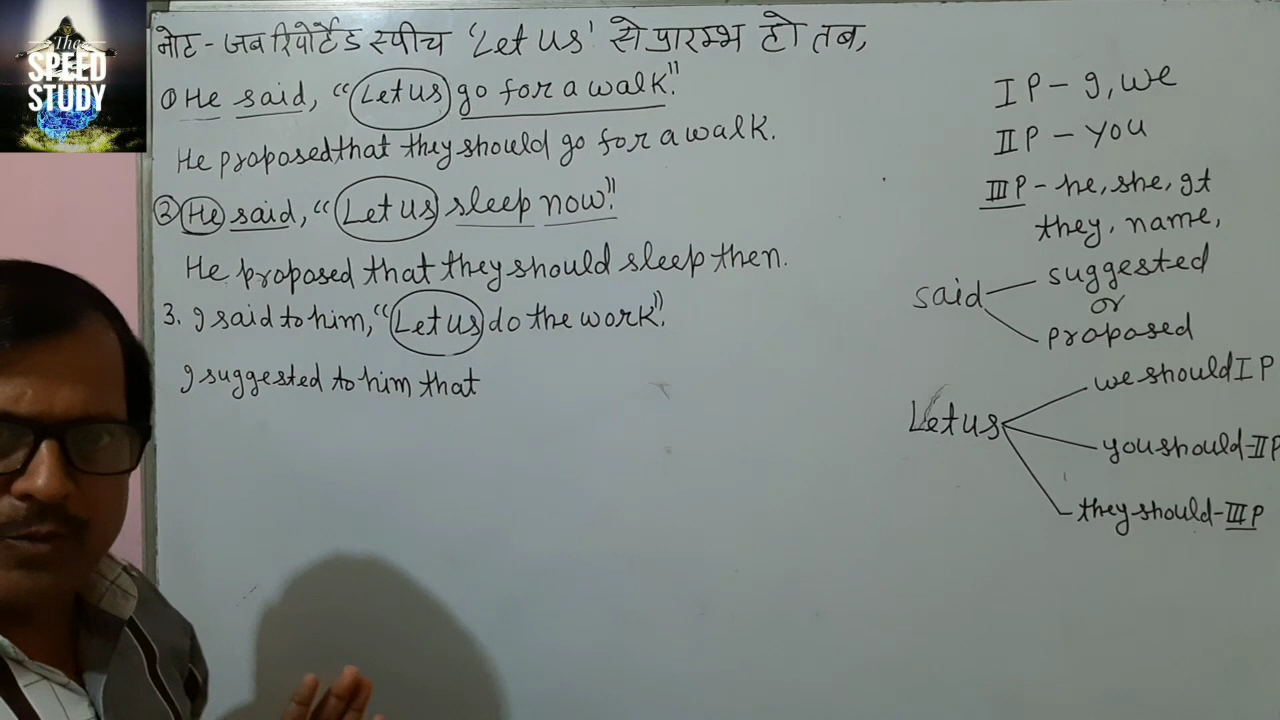 The
SPEED
STUDY
नोट - जब रिपोर्टेड स्पीच 'Let us' से प्रारम्भ हो तब,
① He said, "Let us go for a walk."
He proposed that they should go for a walk.
② He said, "Let us sleep now."
He proposed that they should sleep then.
3. I said to him, "Let us do the work".
I suggested to him that
I P - I, we
II P - you
III P - he, she, It
they, name,
said suggested
or
proposed
Let us we should I P
you should - II P
they should - III P